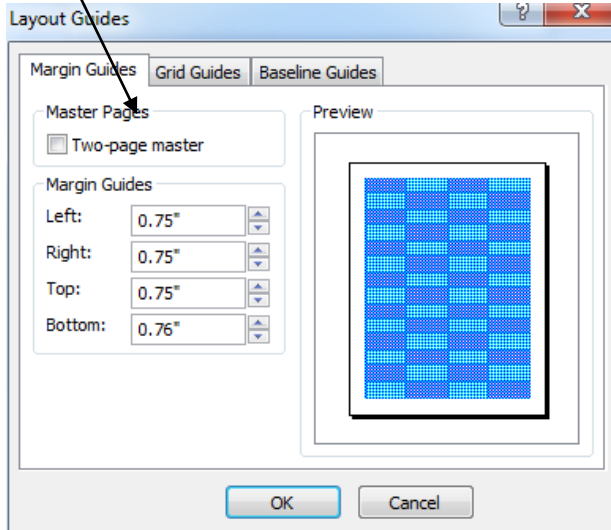 Layout Guides
?
Margin Guides Grid Guides Baseline Guides
Master Pages
Two-page master
Margin Guides
Left: 0.75"
Right: 0.75"
Top: 0.75"
Bottom: 0.76"
Preview
OK Cancel